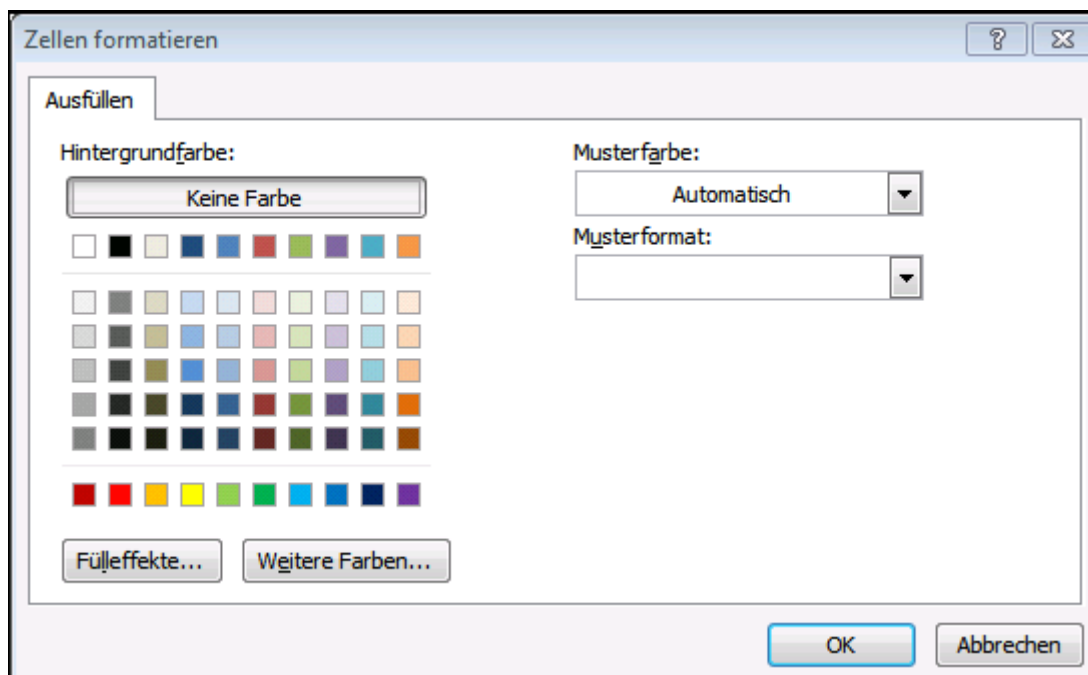 Zellen formatieren
Ausfüllen
Hintergrundfarbe:
Keine Farbe
Musterfarbe:
Automatisch
Musterformat:
Fülleffekte...
Weitere Farben...
OK
Abbrechen